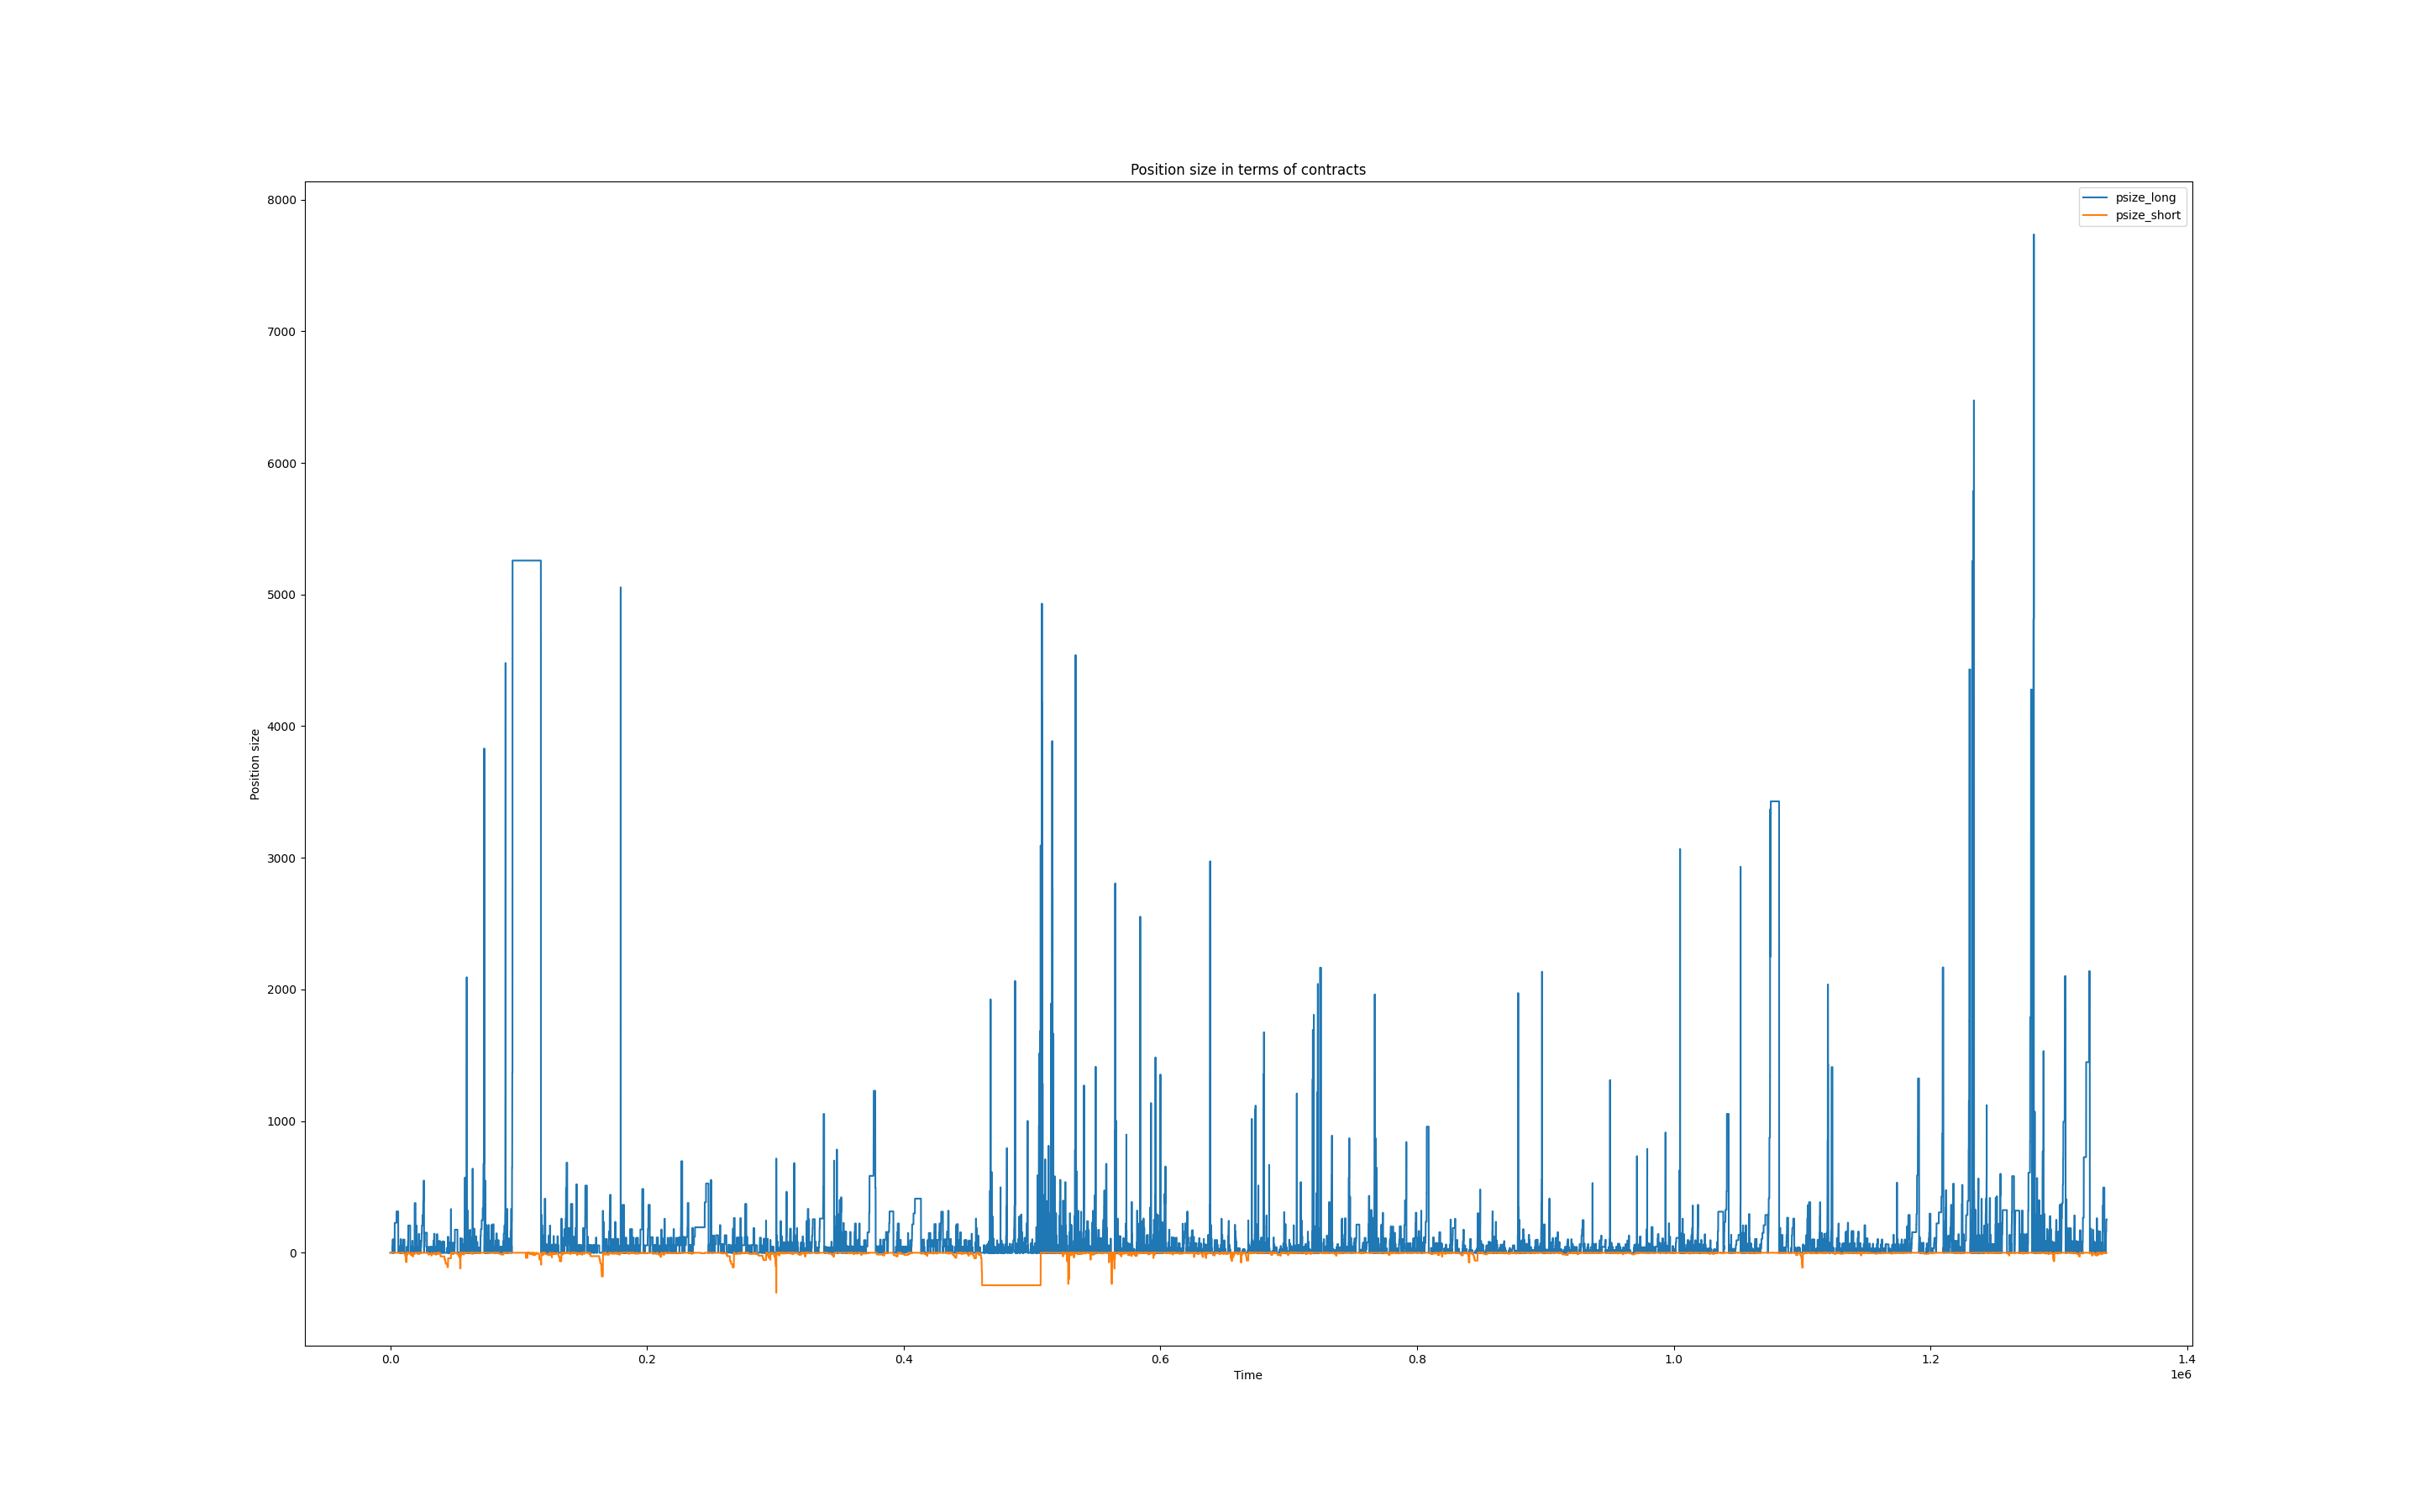 Position size in terms of contracts
psize_long
psize_short
8000
7000
6000
5000
4000
3000
2000
1000
0
Position size
0.0 0.2 0.4 0.6 0.8 1.0 1.2 1.4
Time
1e6